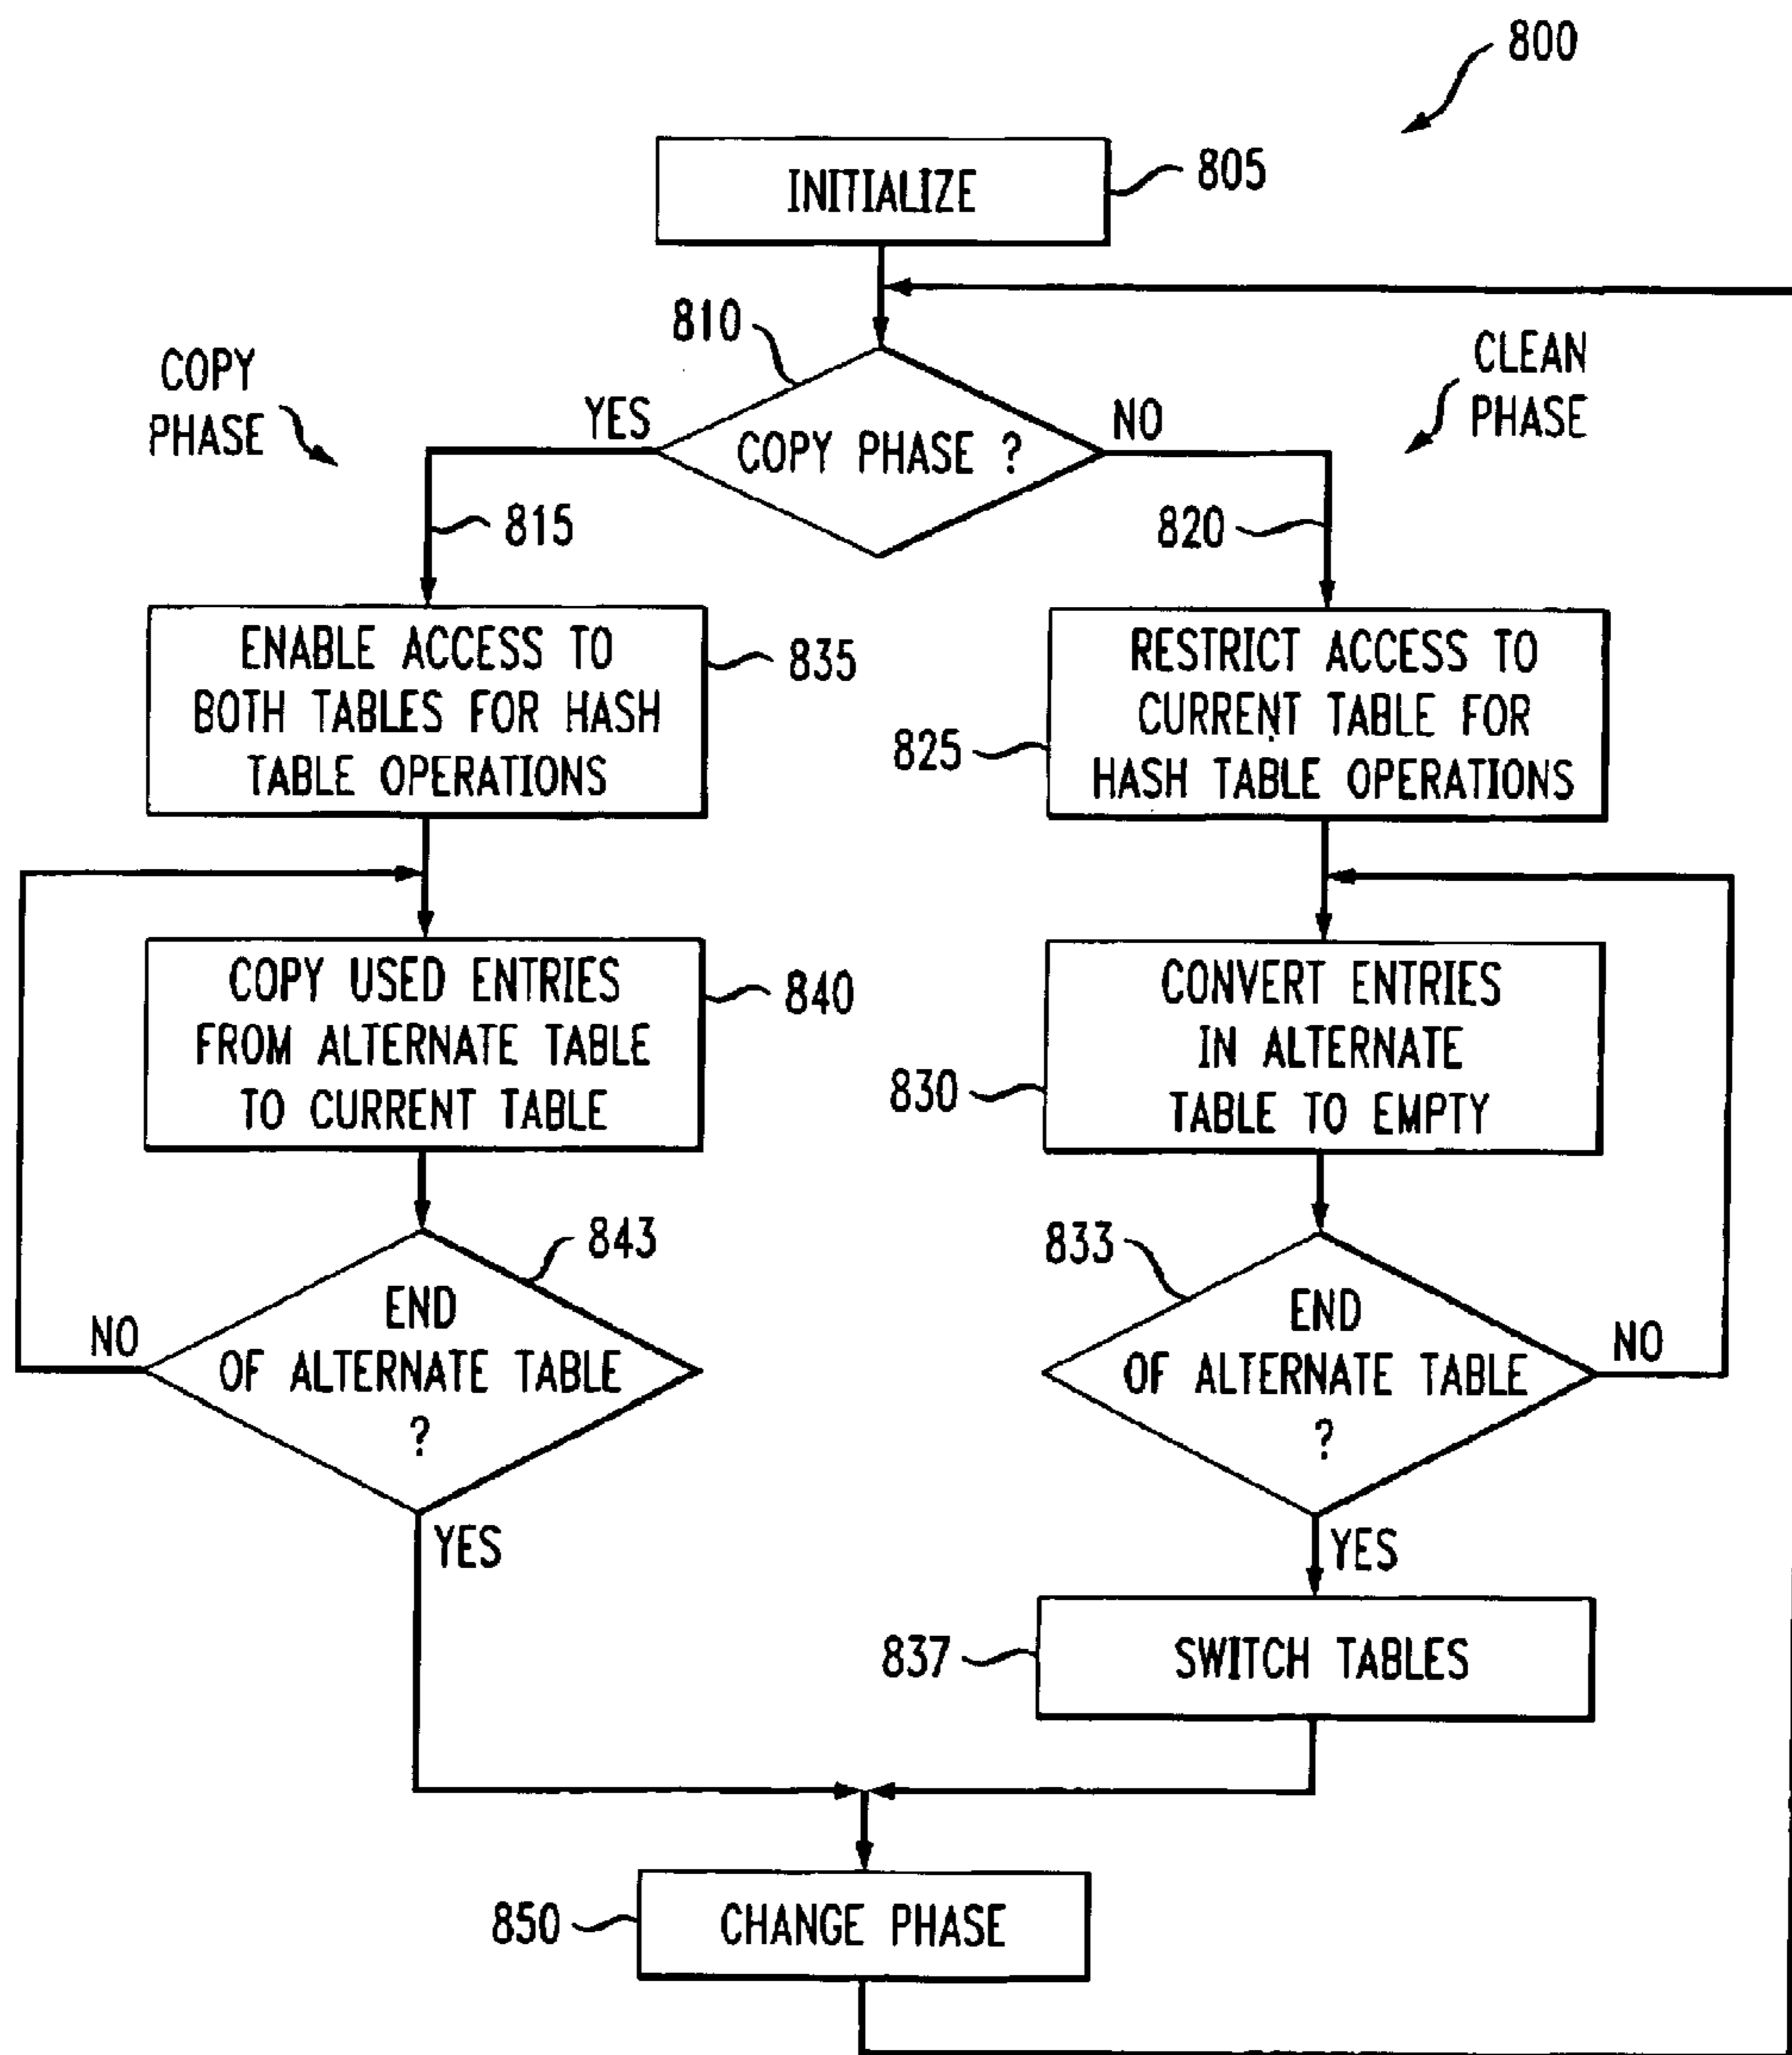 800
INITIALIZE
805
810
COPY
PHASE
CLEAN
PHASE
YES
COPY PHASE ?
NO
815
820
ENABLE ACCESS TO
BOTH TABLES FOR HASH
TABLE OPERATIONS
835
RESTRICT ACCESS TO
CURRENT TABLE FOR
HASH TABLE OPERATIONS
825
COPY USED ENTRIES
FROM ALTERNATE TABLE
TO CURRENT TABLE
840
CONVERT ENTRIES
IN ALTERNATE
TABLE TO EMPTY
830
843
END
OF ALTERNATE TABLE
?
NO
YES
833
END
OF ALTERNATE TABLE
?
NO
YES
837
SWITCH TABLES
850
CHANGE PHASE